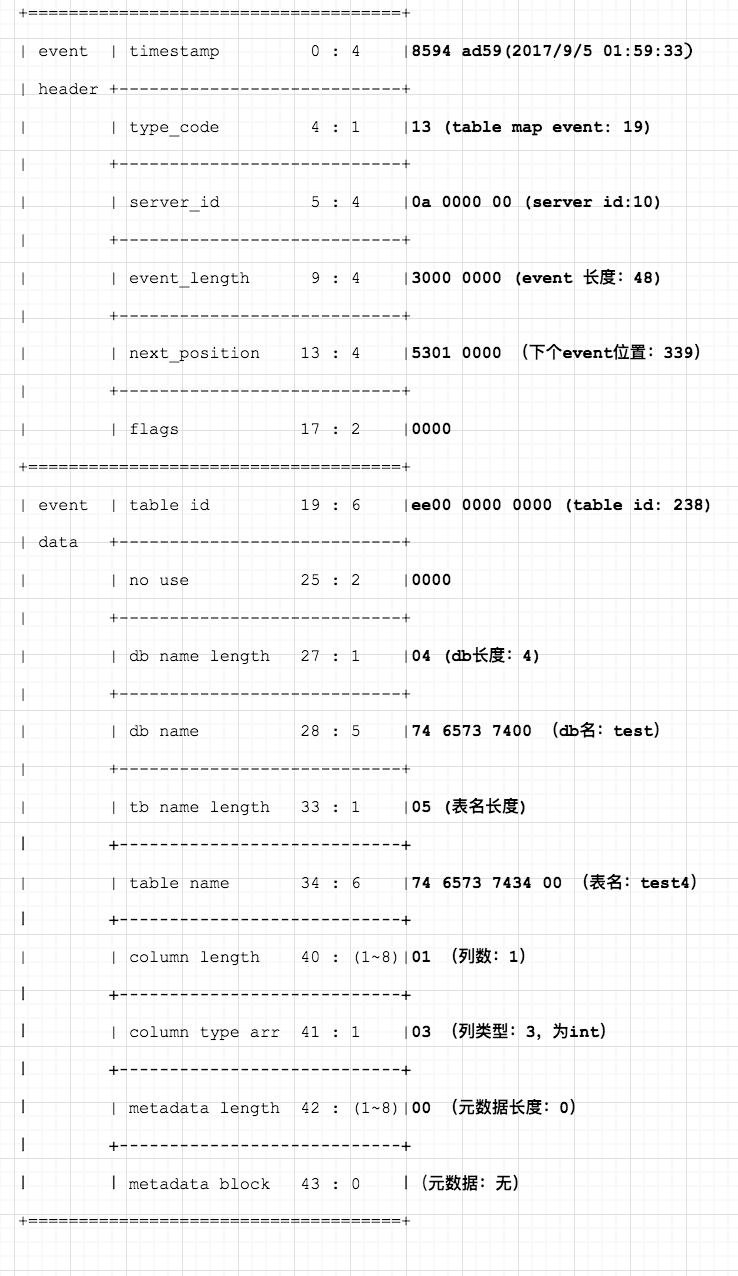 +=====================================+
| event  | timestamp         0 : 4    |8594 ad59(2017/9/5 01:59:33)
| header +----------------------------+
|        | type_code         4 : 1    |13 (table map event: 19)
|        +----------------------------+
|        | server_id         5 : 4    |0a 0000 00 (server id:10)
|        +----------------------------+
|        | event_length      9 : 4    |3000 0000 (event 长度：48)
|        +----------------------------+
|        | next_position    13 : 4    |5301 0000 （下个event位置：339）
|        +----------------------------+
|        | flags            17 : 2    |0000
+=====================================+
| event  | table id         19 : 6    |ee00 0000 0000 (table id: 238)
| data   +----------------------------+
|        | no use           25 : 2    |0000
|        +----------------------------+
|        | db name length   27 : 1    |04 (db长度：4)
|        +----------------------------+
|        | db name          28 : 5    |74 6573 7400 （db名：test）
|        +----------------------------+
|        | tb name length   33 : 1    |05 (表名长度)
|        +----------------------------+
|        | table name       34 : 6    |74 6573 7434 00 （表名：test4）
|        +----------------------------+
|        | column length    40 : (1~8)|01 （列数：1）
|        +----------------------------+
|        | column type arr  41 : 1    |03 （列类型：3，为int）
|        +----------------------------+
|        | metadata length  42 : (1~8)|00 （元数据长度：0）
|        +----------------------------+
|        | metadata block   43 : 0    |（元数据：无）
+=====================================+